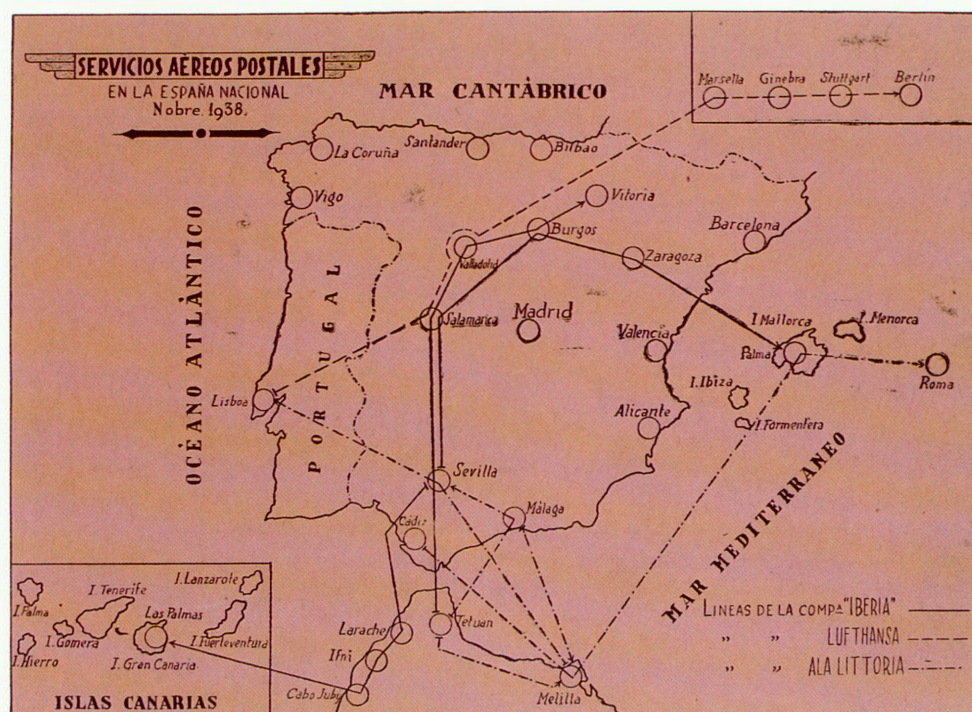 SERVICIOS AÉREOS POSTALES
EN LA ESPAÑA NACIONAL
Nobre. 1938.
MAR CANTÀBRICO
Marsella Ginebra Stuttgart Berlín
La Coruña
Santander
Bilbao
Vigo
Vitoria
Burgos
Valladolid
Zaragoza
Barcelona
OCÉANO ATLÀNTICO
PORTUGAL
Salamanca
Madrid
Valencia
I Mallorca
I. Menorca
Palma
Roma
I. Ibiza
I. Formentera
Lisboa
Alicante
Sevilla
Málaga
Cádiz
MAR MEDITERRANEO
I. Palma
I. Tenerife
I. Lanzarote
Las Palmas
I. Gomera
I. Fuerteventura
I. Hierro
I. Gran Canaria
ISLAS CANARIAS
Larache
Tetuan
Ifni
Cabo Juby
Melilla
LINEAS DE LA COMPA "IBERIA"
" " LUFTHANSA
" " ALA LITTORIA